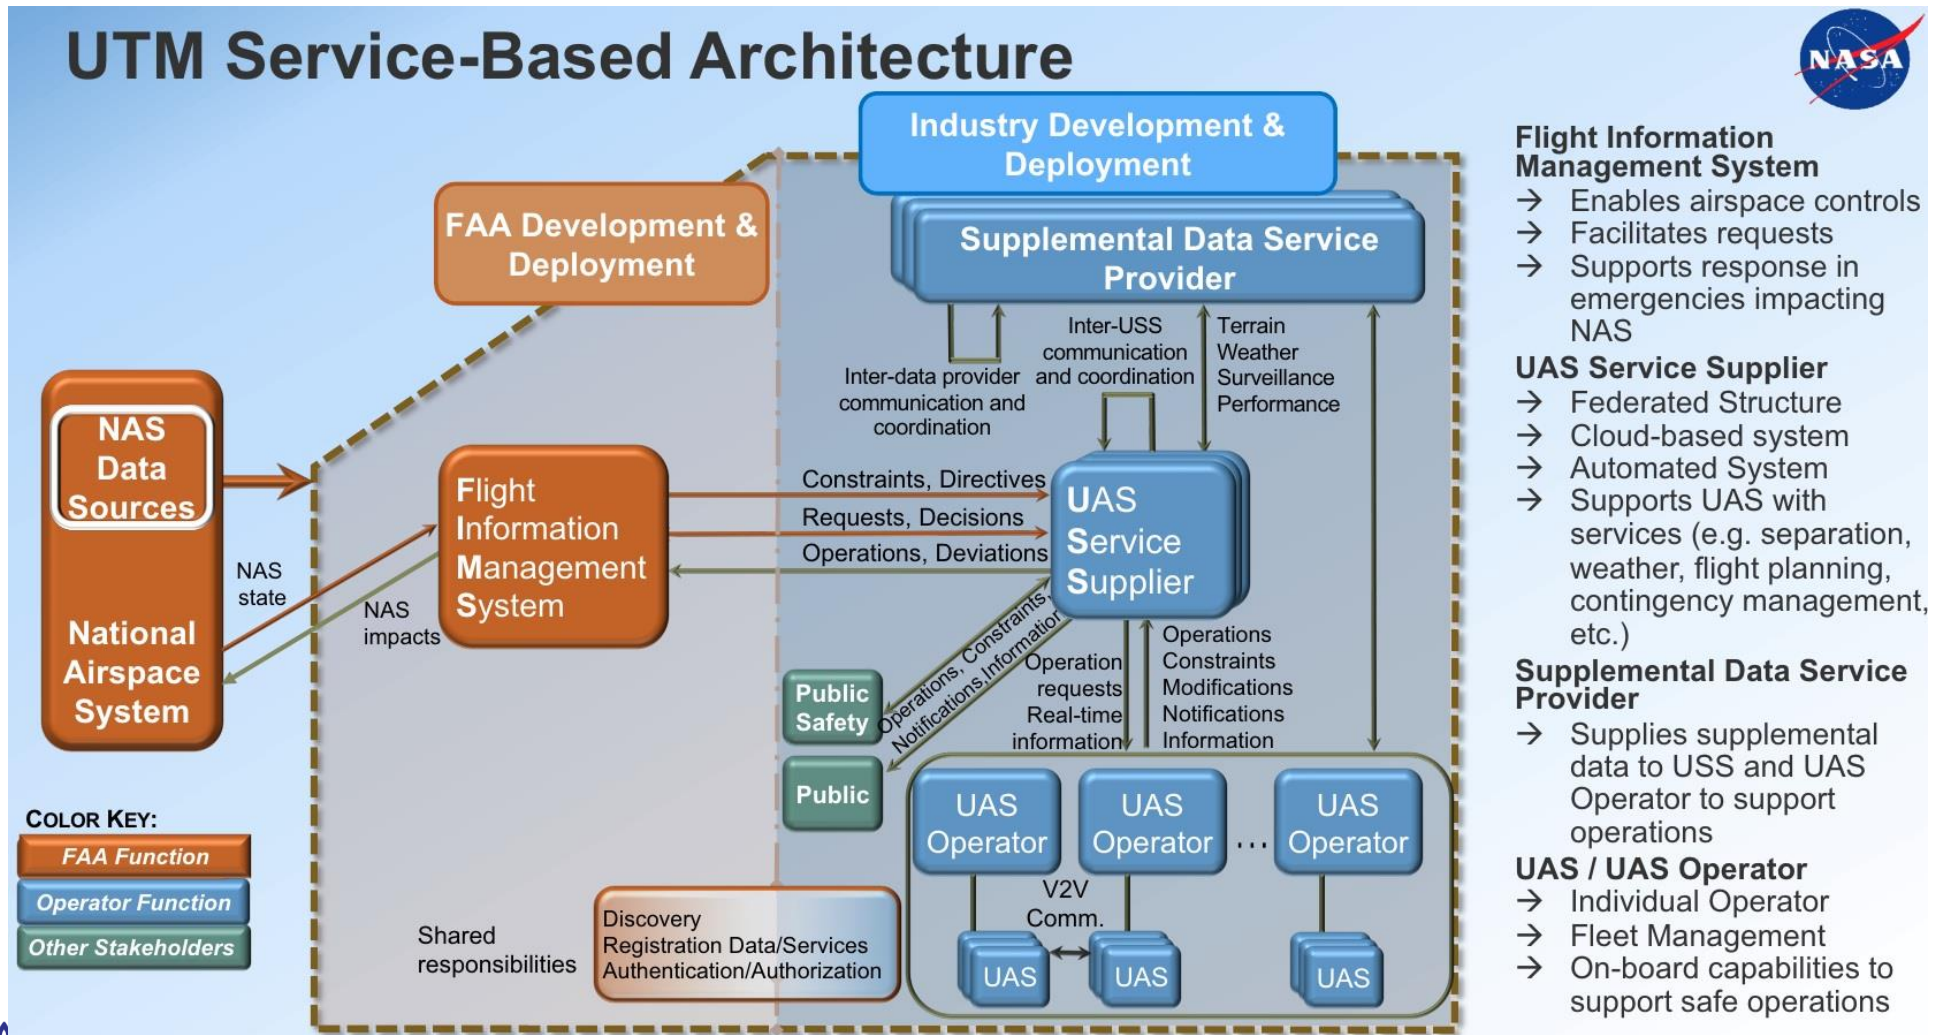 UTM Service-Based Architecture
NASA
Industry Development &
Deployment
FAA Development &
Deployment
Supplemental Data Service
Provider
Inter-data provider
communication and
coordination
Inter-USS
communication
and coordination
Terrain
Weather
Surveillance
Performance
NAS
Data
Sources
National
Airspace
System
NAS
state
NAS
impacts
Flight
Information
Management
System
Constraints, Directives
Requests, Decisions
Operations, Deviations
UAS
Service
Supplier
Operations, Constraints,
Notifications,Information
Public
Safety
Public
Operation
requests
Real-time
information
Operations
Constraints
Modifications
Notifications
Information
UAS
Operator
UAS
Operator
...
UAS
Operator
V2V
Comm.
UAS
UAS
UAS
Shared
responsibilities
Discovery
Registration Data/Services
Authentication/Authorization
COLOR KEY:
FAA Function
Operator Function
Other Stakeholders
Flight Information
Management System
→ Enables airspace controls
→ Facilitates requests
→ Supports response in
emergencies impacting
NAS
UAS Service Supplier
→ Federated Structure
→ Cloud-based system
→ Automated System
→ Supports UAS with
services (e.g. separation,
weather, flight planning,
contingency management,
etc.)
Supplemental Data Service
Provider
→ Supplies supplemental
data to USS and UAS
Operator to support
operations
UAS / UAS Operator
→ Individual Operator
→ Fleet Management
→ On-board capabilities to
support safe operations